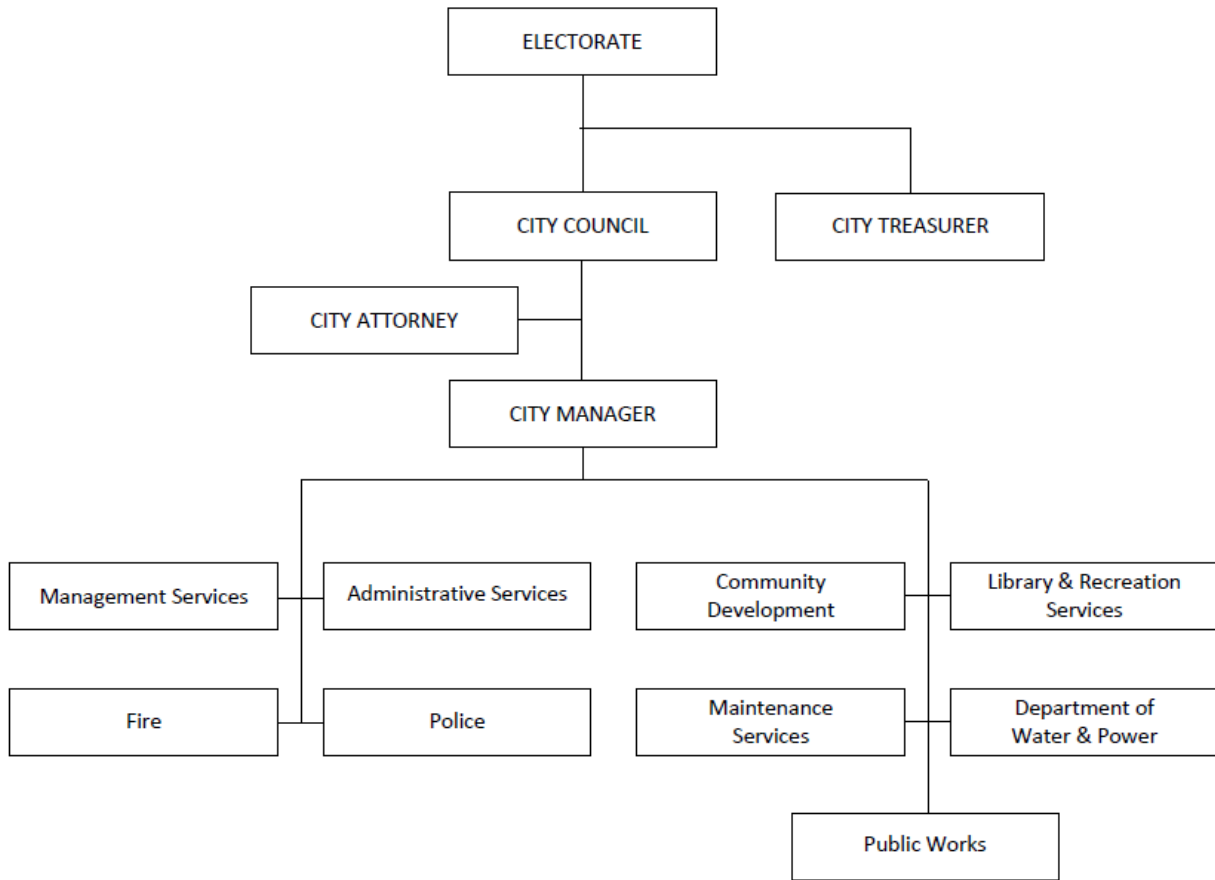 ELECTORATE
CITY COUNCIL
CITY TREASURER
CITY ATTORNEY
CITY MANAGER
Management Services
Administrative Services
Community
Development
Library & Recreation
Services
Fire
Police
Maintenance
Services
Department of
Water & Power
Public Works